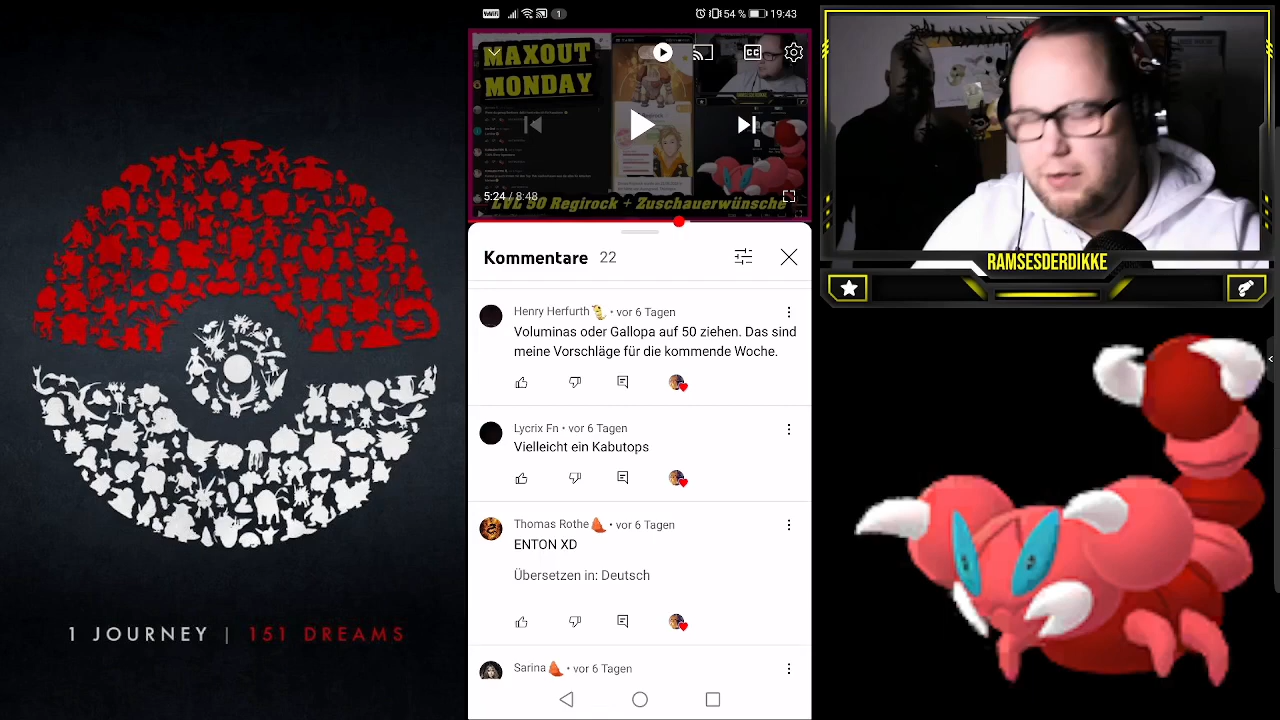 1 JOURNEY | 151 DREAMS
1
54 %
19:43
MAXOUT
MONDAY
CC
5:24 / 8:48
LVL 50 Regirock + Zuschauerwünsche
Kommentare 22
Henry Herfurth • vor 6 Tagen
Voluminas oder Gallopa auf 50 ziehen. Das sind
meine Vorschläge für die kommende Woche.
Lycrix Fn • vor 6 Tagen
Vielleicht ein Kabutops
Thomas Rothe • vor 6 Tagen
ENTON XD
Übersetzen in: Deutsch
Sarina • vor 6 Tagen
RAMSESDERDIKKE